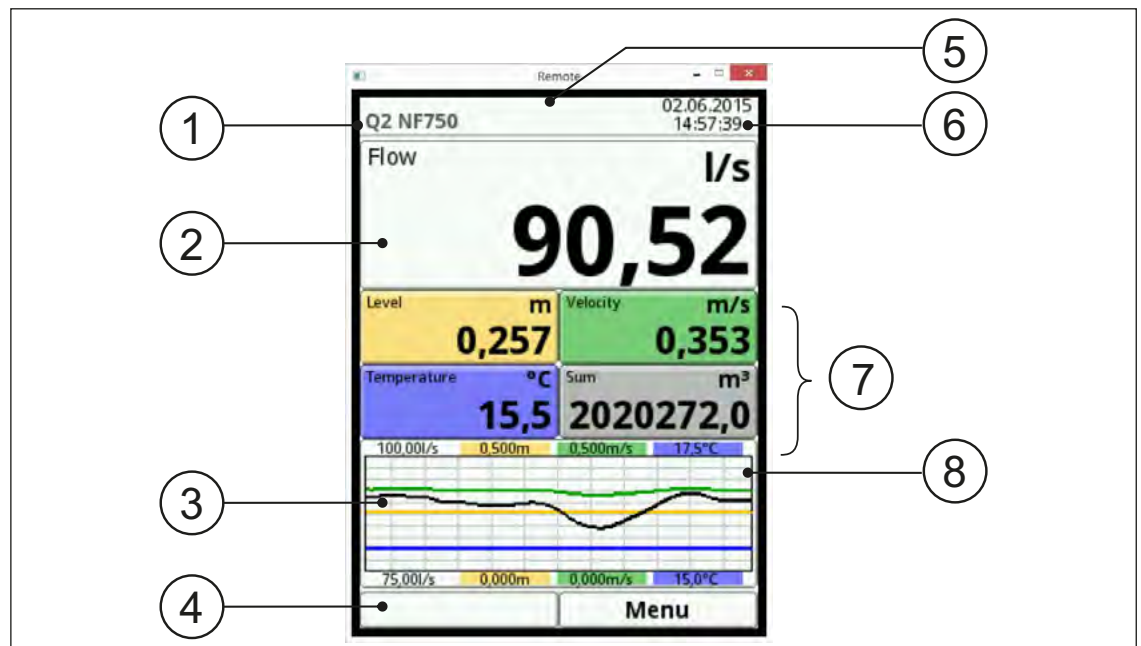 5
Remote
02.06.2015
1
Q2 NF750
14:57:39
6
Flow
l/s
2
90,52
Level m
Velocity m/s
0,257
0,353
7
Temperature °C
Sum m³
15,5
2020272,0
100,00l/s 0,500m 0,500m/s 17,5°C
8
3
75,00l/s 0,000m 0,000m/s 15,0°C
4
Menu